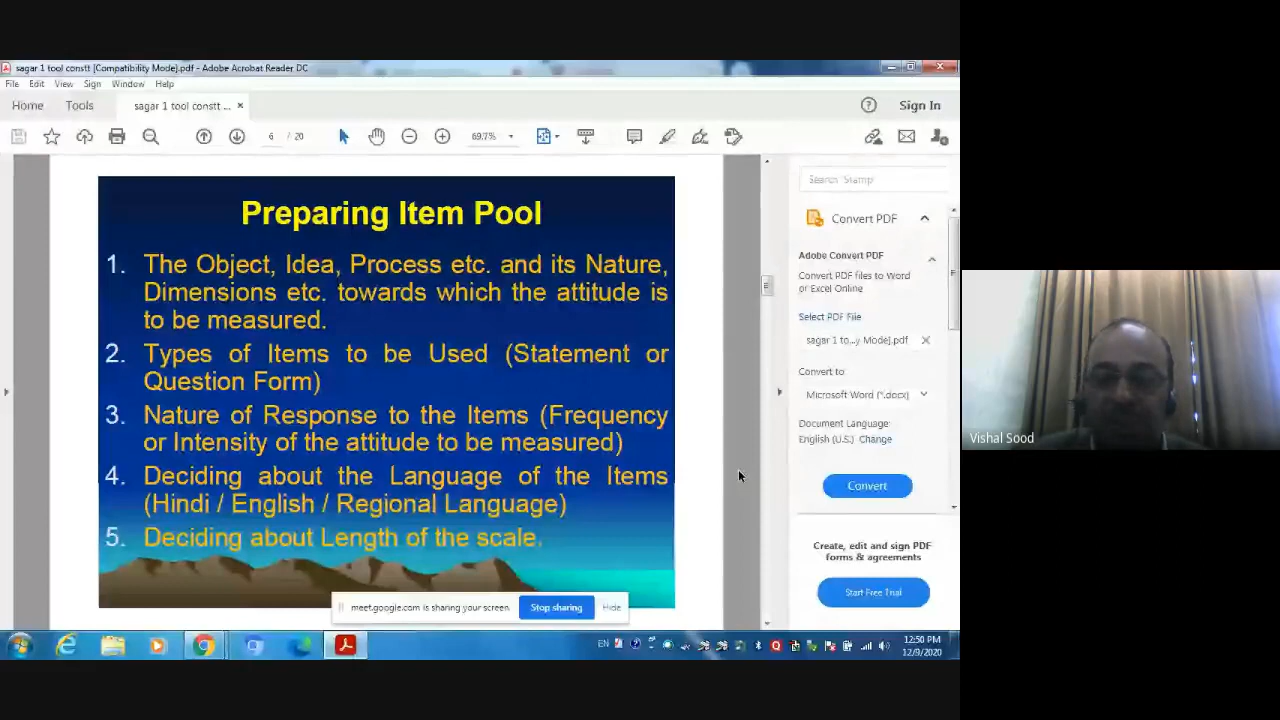 sagar 1 tool constt [Compatibility Mode].pdf - Adobe Acrobat Reader DC
File Edit View Sign Window Help
Home Tools sagar 1 tool constt ... × Sign In
6 / 20 69.7%
Preparing Item Pool
1. The Object, Idea, Process etc. and its Nature,
Dimensions etc. towards which the attitude is
to be measured.
2. Types of Items to be Used (Statement or
Question Form)
3. Nature of Response to the Items (Frequency
or Intensity of the attitude to be measured)
4. Deciding about the Language of the Items
(Hindi / English / Regional Language)
5. Deciding about Length of the scale.
Search 'Stamp'
Convert PDF
Adobe Convert PDF
Convert PDF files to Word
or Excel Online
Select PDF File
sagar 1 to...y Mode].pdf
Convert to
Microsoft Word (*.docx)
Document Language:
English (U.S.) Change
Convert
Create, edit and sign PDF
forms & agreements
Start Free Trial
meet.google.com is sharing your screen. Stop sharing Hide
EN 12:50 PM
12/9/2020
Vishal Sood